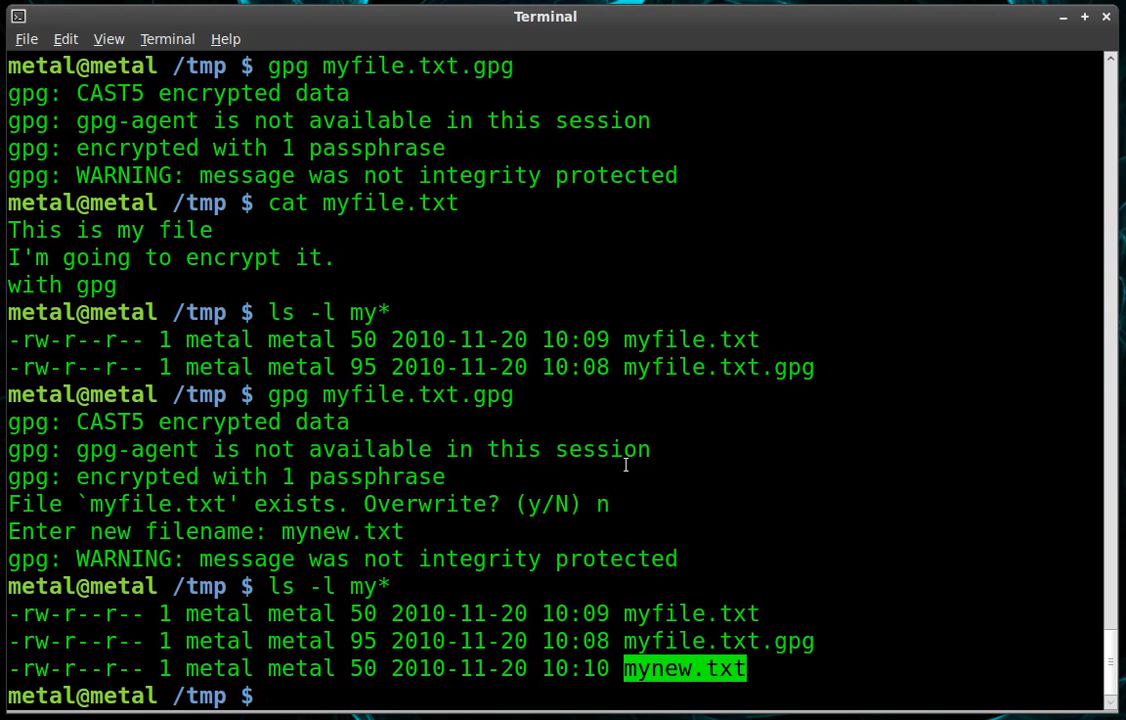 Terminal
File Edit View Terminal Help
metal@metal /tmp $ gpg myfile.txt.gpg
gpg: CAST5 encrypted data
gpg: gpg-agent is not available in this session
gpg: encrypted with 1 passphrase
gpg: WARNING: message was not integrity protected
metal@metal /tmp $ cat myfile.txt
This is my file
I'm going to encrypt it.
with gpg
metal@metal /tmp $ ls -l my*
-rw-r--r-- 1 metal metal 50 2010-11-20 10:09 myfile.txt
-rw-r--r-- 1 metal metal 95 2010-11-20 10:08 myfile.txt.gpg
metal@metal /tmp $ gpg myfile.txt.gpg
gpg: CAST5 encrypted data
gpg: gpg-agent is not available in this session
gpg: encrypted with 1 passphrase
File `myfile.txt' exists. Overwrite? (y/N) n
Enter new filename: mynew.txt
gpg: WARNING: message was not integrity protected
metal@metal /tmp $ ls -l my*
-rw-r--r-- 1 metal metal 50 2010-11-20 10:09 myfile.txt
-rw-r--r-- 1 metal metal 95 2010-11-20 10:08 myfile.txt.gpg
-rw-r--r-- 1 metal metal 50 2010-11-20 10:10 mynew.txt
metal@metal /tmp $